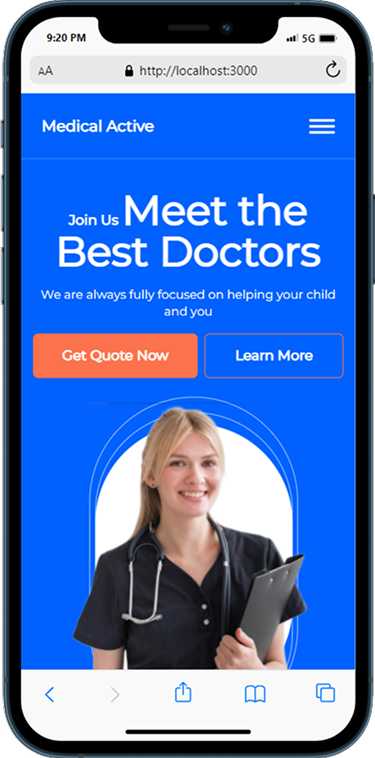 9:20 PM 5G
AA http://localhost:3000
Medical Active
Join Us Meet the
Best Doctors
We are always fully focused on helping your child
and you
Get Quote Now Learn More